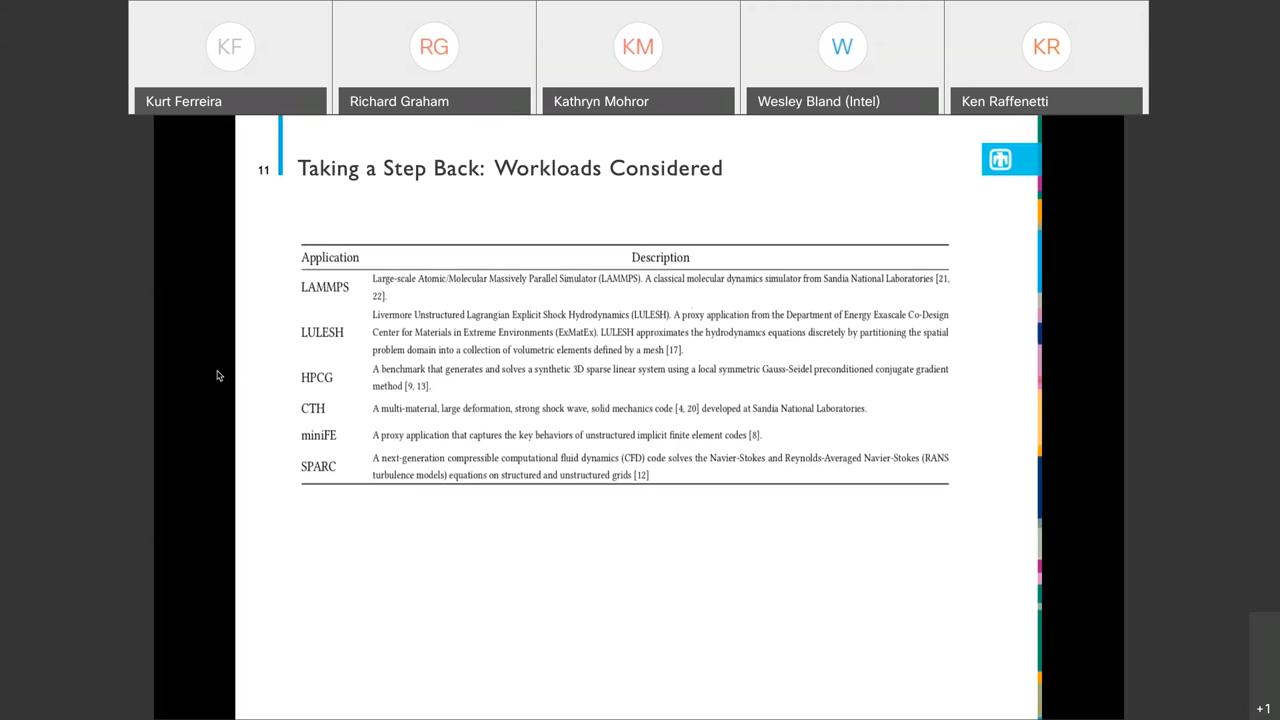 KF
RG
KM
W
KR
Kurt Ferreira
Richard Graham
Kathryn Mohror
Wesley Bland (Intel)
Ken Raffenetti
11
Taking a Step Back: Workloads Considered
Application
Description
LAMMPS
Large-scale Atomic/Molecular Massively Parallel Simulator (LAMMPS). A classical molecular dynamics simulator from Sandia National Laboratories [21,
22].
LULESH
Livermore Unstructured Lagrangian Explicit Shock Hydrodynamics (LULESH). A proxy application from the Department of Energy Exascale Co-Design
Center for Materials in Extreme Environments (ExMatEx). LULESH approximates the hydrodynamics equations discretely by partitioning the spatial
problem domain into a collection of volumetric elements defined by a mesh [17].
HPCG
A benchmark that generates and solves a synthetic 3D sparse linear system using a local symmetric Gauss-Seidel preconditioned conjugate gradient
method [9, 13].
CTH
A multi-material, large deformation, strong shock wave, solid mechanics code [4, 20] developed at Sandia National Laboratories.
miniFE
A proxy application that captures the key behaviors of unstructured implicit finite element codes [8].
SPARC
A next-generation compressible computational fluid dynamics (CFD) code solves the Navier-Stokes and Reynolds-Averaged Navier-Stokes (RANS
turbulence models) equations on structured and unstructured grids [12]
+1